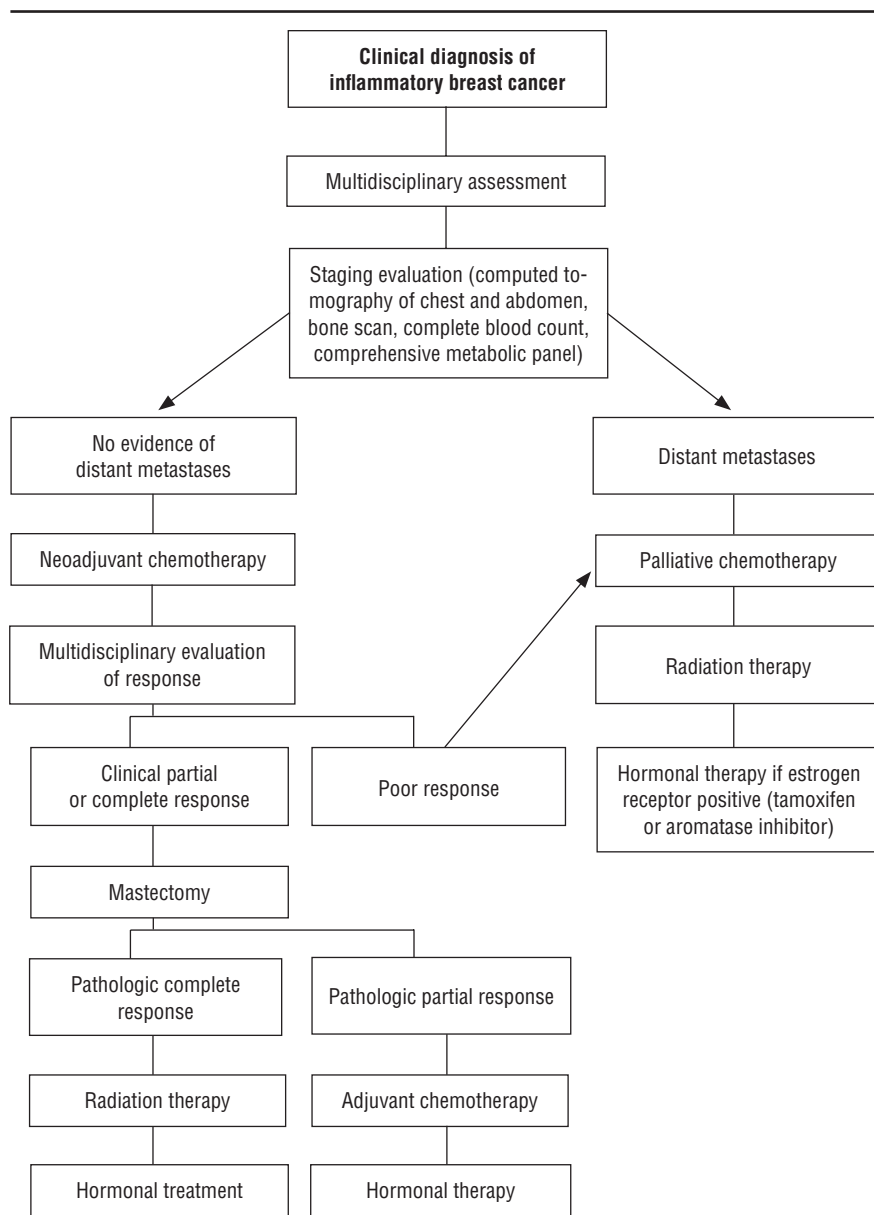 Clinical diagnosis of
inflammatory breast cancer
Multidisciplinary assessment
Staging evaluation (computed to-
mography of chest and abdomen,
bone scan, complete blood count,
comprehensive metabolic panel)
No evidence of
distant metastases
Distant metastases
Neoadjuvant chemotherapy
Palliative chemotherapy
Multidisciplinary evaluation
of response
Radiation therapy
Clinical partial
or complete response
Poor response
Hormonal therapy if estrogen
receptor positive (tamoxifen
or aromatase inhibitor)
Mastectomy
Pathologic complete
response
Pathologic partial response
Radiation therapy
Adjuvant chemotherapy
Hormonal treatment
Hormonal therapy